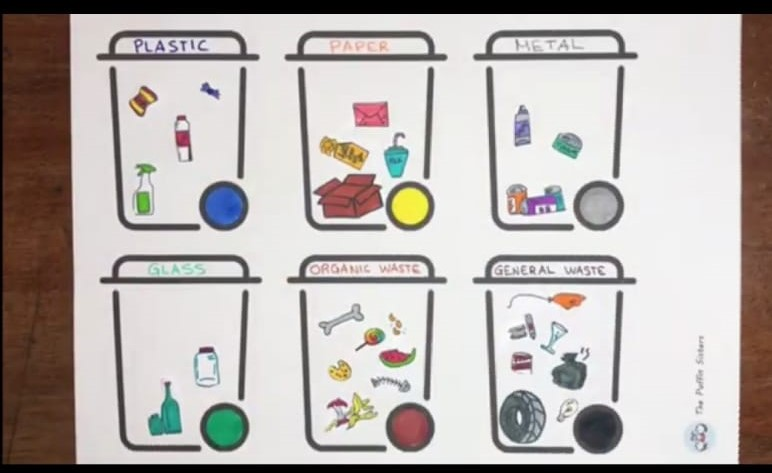 PLASTIC
PAPER
METAL
GLASS
ORGANIC WASTE
GENERAL WASTE
The Puffin Sisters